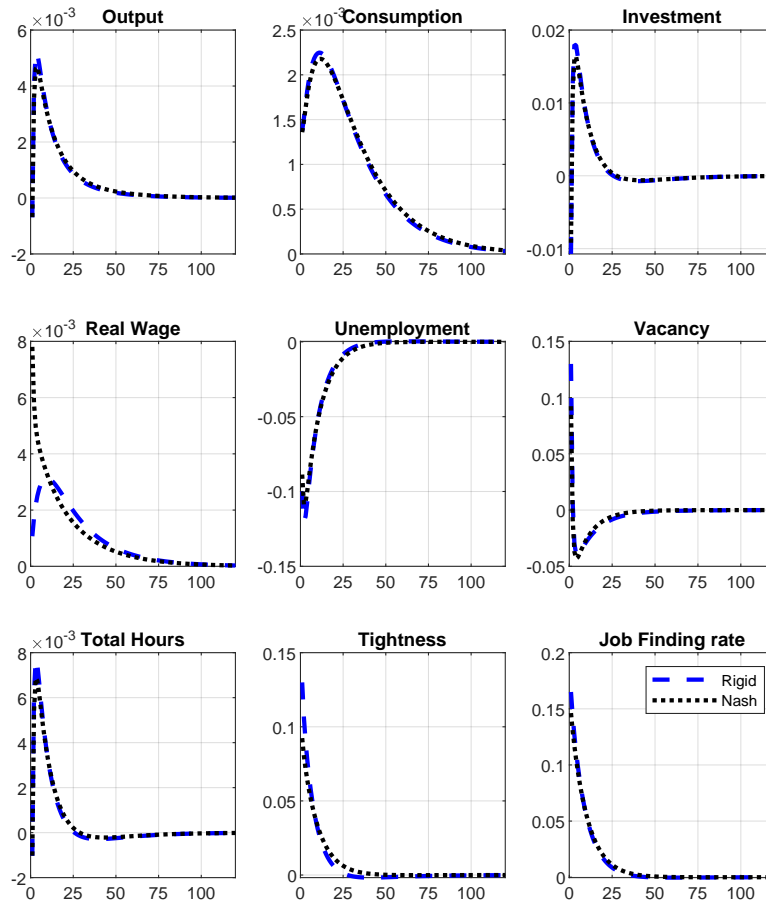 ×10⁻³ Output
6
4
2
0
-2
0 25 50 75 100
×10⁻³ Consumption
2.5
2
1.5
1
0.5
0
0 25 50 75 100
Investment
0.02
0.01
0
-0.01
0 25 50 75 100
×10⁻³ Real Wage
8
6
4
2
0
0 25 50 75 100
Unemployment
0
-0.05
-0.1
-0.15
0 25 50 75 100
Vacancy
0.15
0.1
0.05
0
-0.05
0 25 50 75 100
×10⁻³ Total Hours
8
6
4
2
0
-2
0 25 50 75 100
Tightness
0.15
0.1
0.05
0
0 25 50 75 100
Job Finding rate
0.2
0.15
0.1
0.05
0
0 25 50 75 100
Rigid
Nash